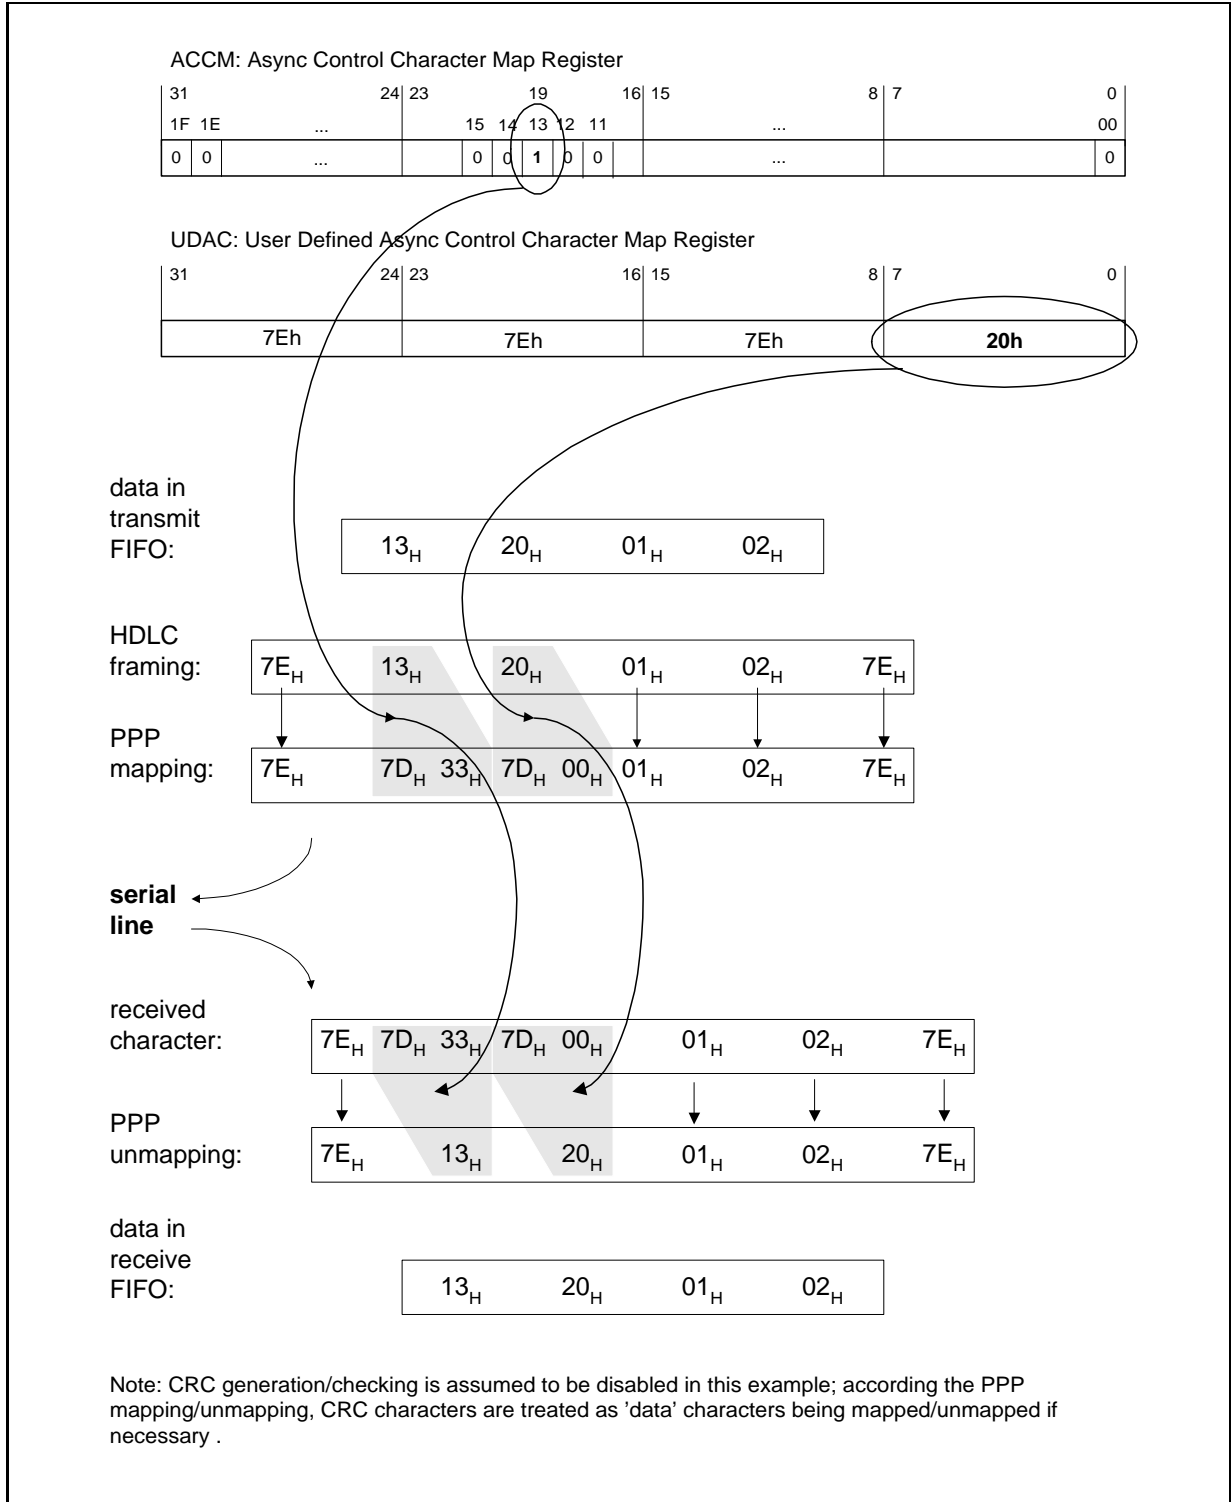 ACCM: Async Control Character Map Register
31 24 23 19 16 15 8 7 0
1F 1E ... 15 14 13 12 11 ... 00
0 0 ... 0 0 1 0 0 ... 0
UDAC: User Defined Async Control Character Map Register
31 24 23 16 15 8 7 0
7Eh 7Eh 7Eh 20h
data in
transmit
FIFO:
13H 20H 01H 02H
HDLC
framing:
7EH 13H 20H 01H 02H 7EH
PPP
mapping:
7EH 7DH 33H 7DH 00H 01H 02H 7EH
serial
line
received
character:
7EH 7DH 33H 7DH 00H 01H 02H 7EH
PPP
unmapping:
7EH 13H 20H 01H 02H 7EH
data in
receive
FIFO:
13H 20H 01H 02H
Note: CRC generation/checking is assumed to be disabled in this example; according the PPP
mapping/unmapping, CRC characters are treated as 'data' characters being mapped/unmapped if
necessary .